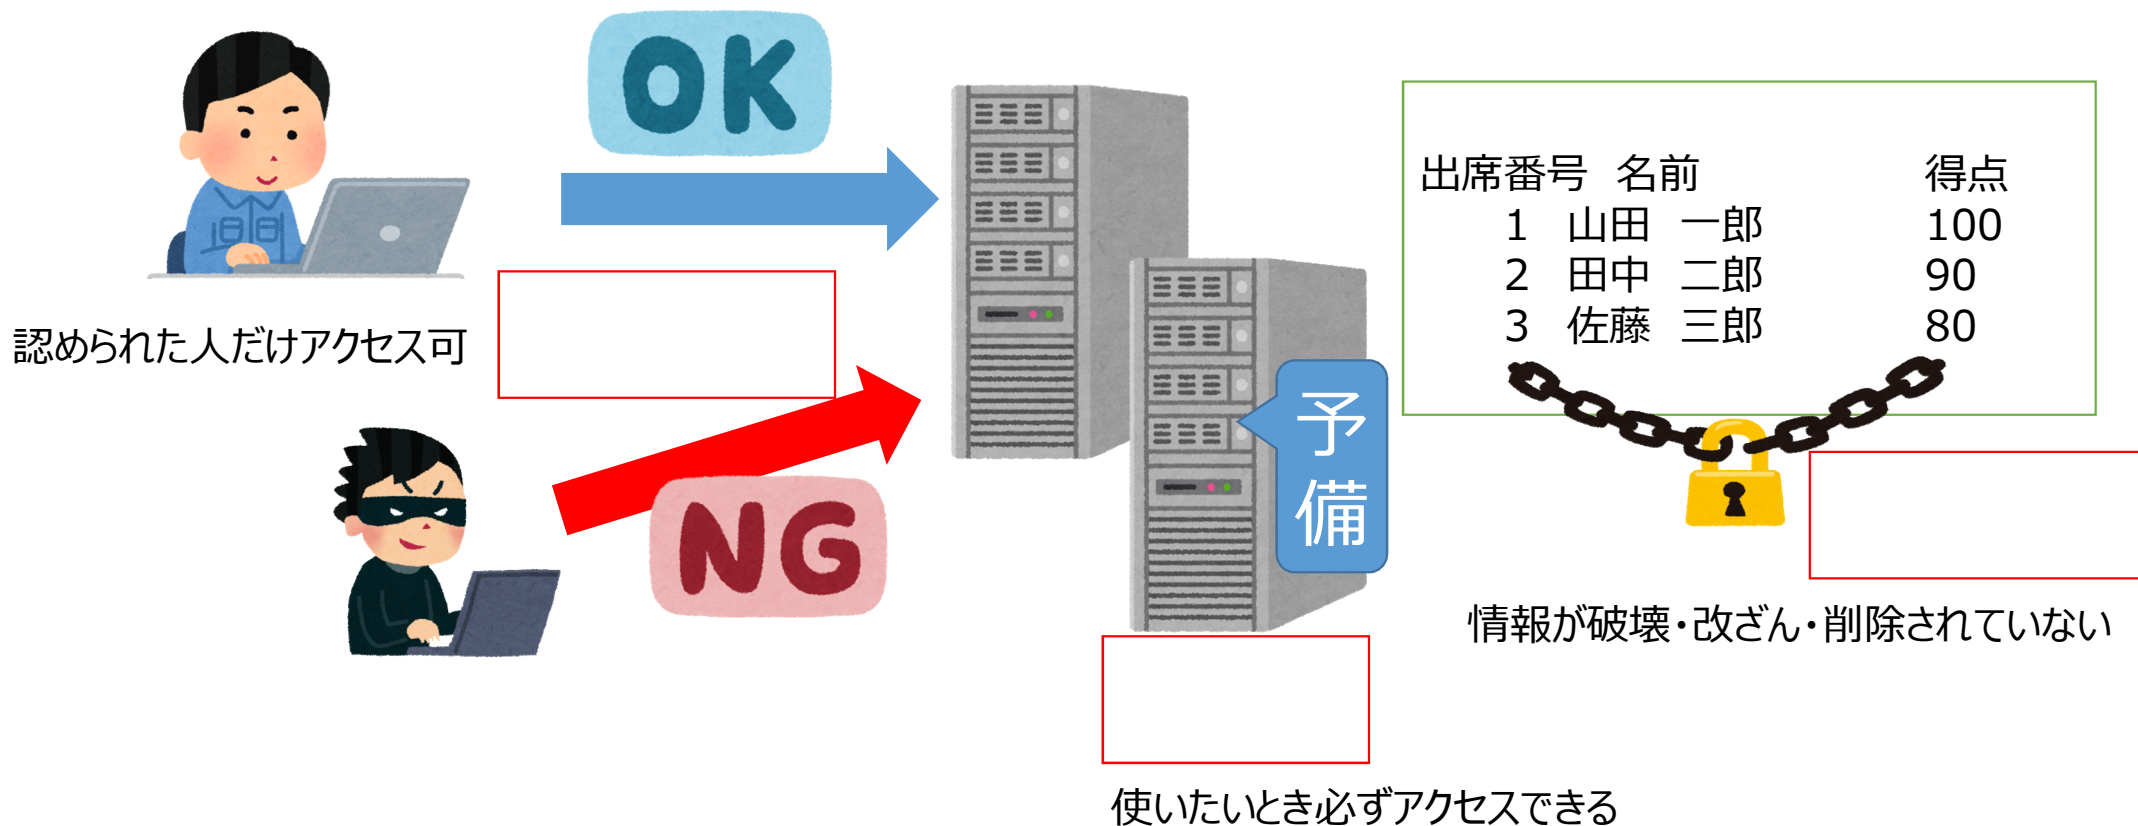 OK
認められた人だけアクセス可
NG
予備
使いたいとき必ずアクセスできる
出席番号 名前 得点
1 山田 一郎 100
2 田中 二郎 90
3 佐藤 三郎 80
情報が破壊・改ざん・削除されていない